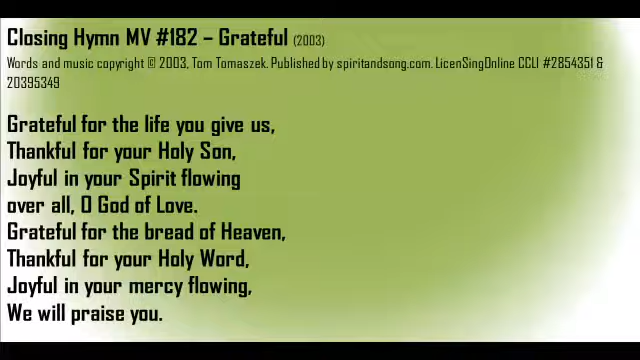 Closing Hymn MV #182 – Grateful (2003)
Words and music copyright © 2003, Tom Tomaszek. Published by spiritandsong.com. LicenSingOnline CCLI #2854351 &
20395349
Grateful for the life you give us,
Thankful for your Holy Son,
Joyful in your Spirit flowing
over all, O God of Love.
Grateful for the bread of Heaven,
Thankful for your Holy Word,
Joyful in your mercy flowing,
We will praise you.